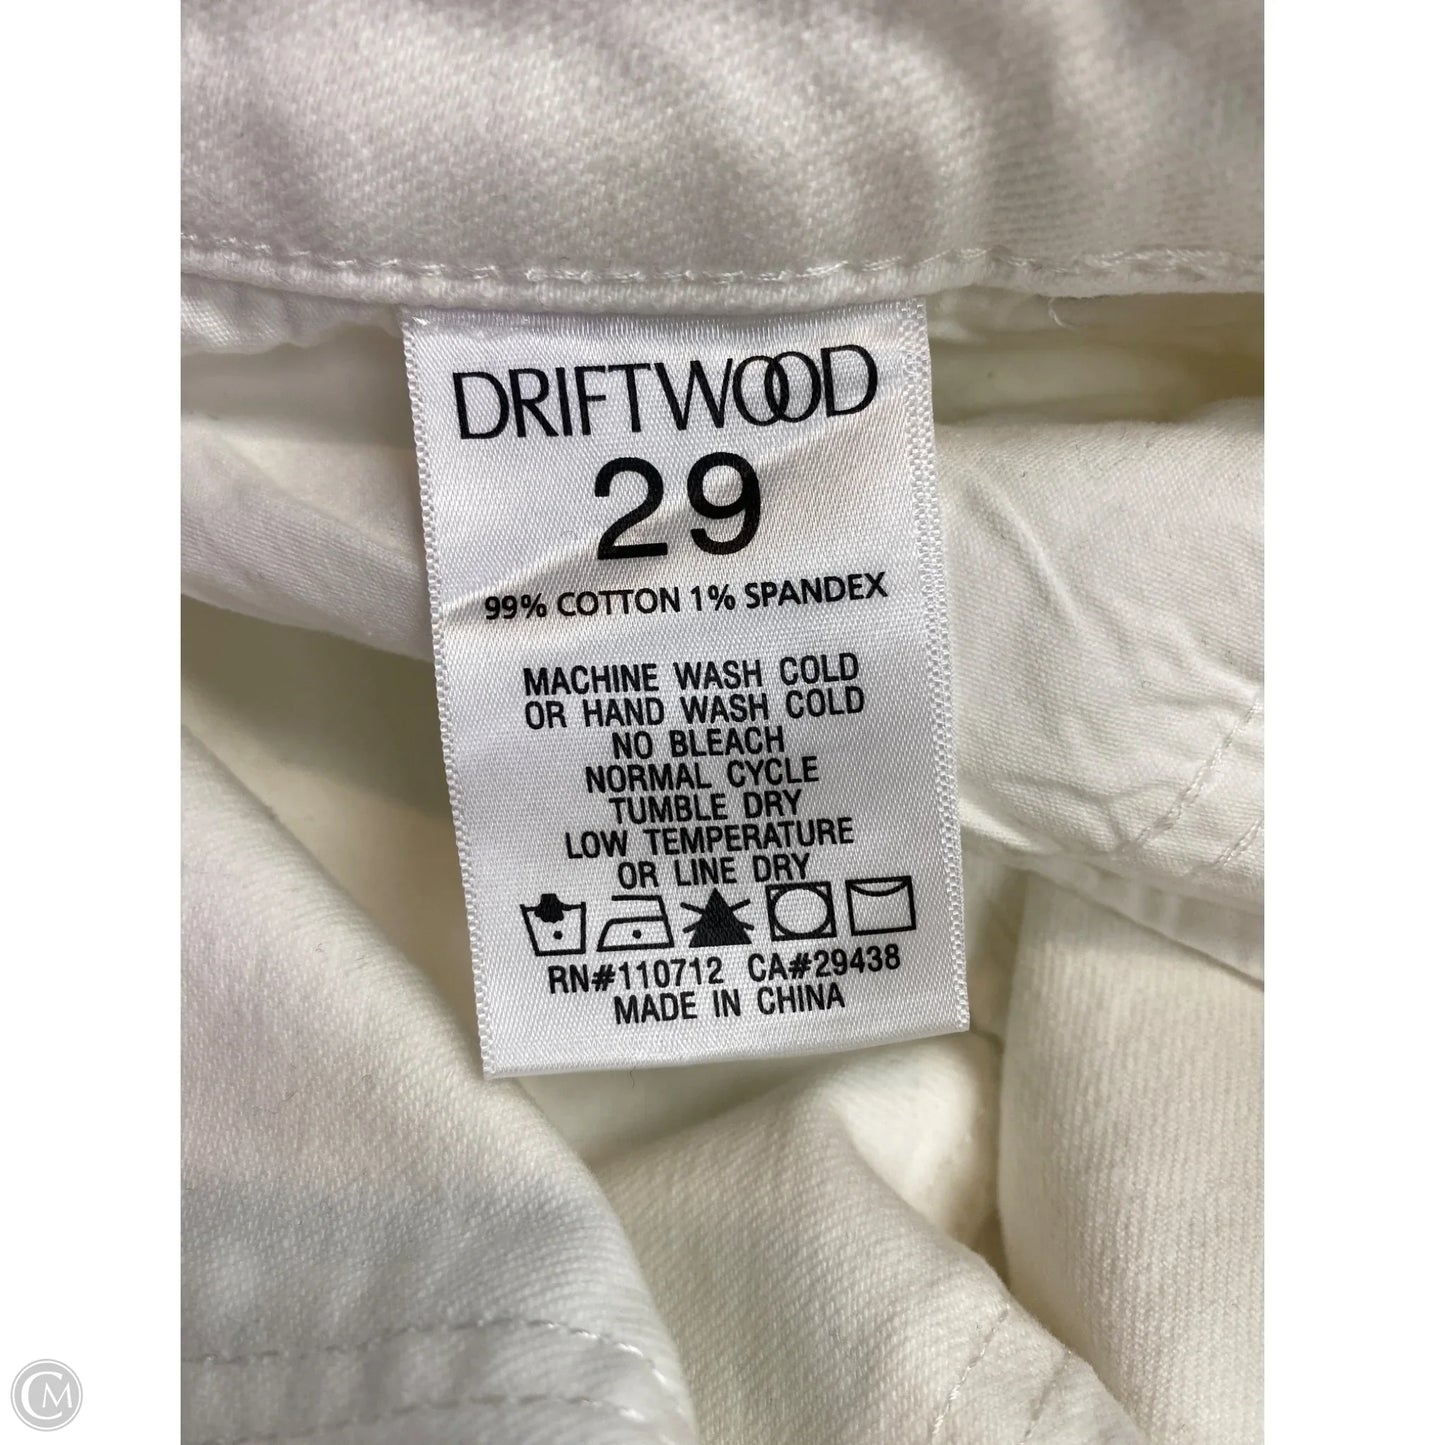 DRIFTWOOD
29
99% COTTON 1% SPANDEX
MACHINE WASH COLD
OR HAND WASH COLD
NO BLEACH
NORMAL CYCLE
TUMBLE DRY
LOW TEMPERATURE
OR LINE DRY
RN#110712 CA#29438
MADE IN CHINA
CM